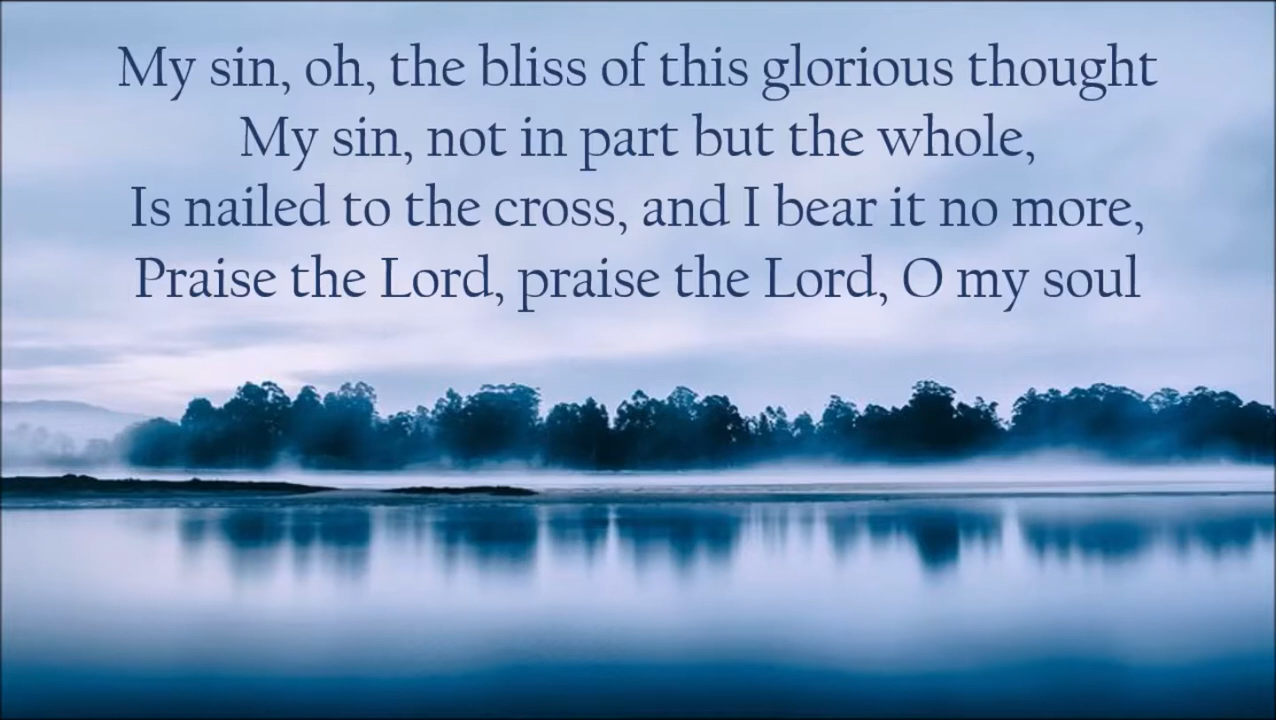 My sin, oh, the bliss of this glorious thought
My sin, not in part but the whole,
Is nailed to the cross, and I bear it no more,
Praise the Lord, praise the Lord, O my soul